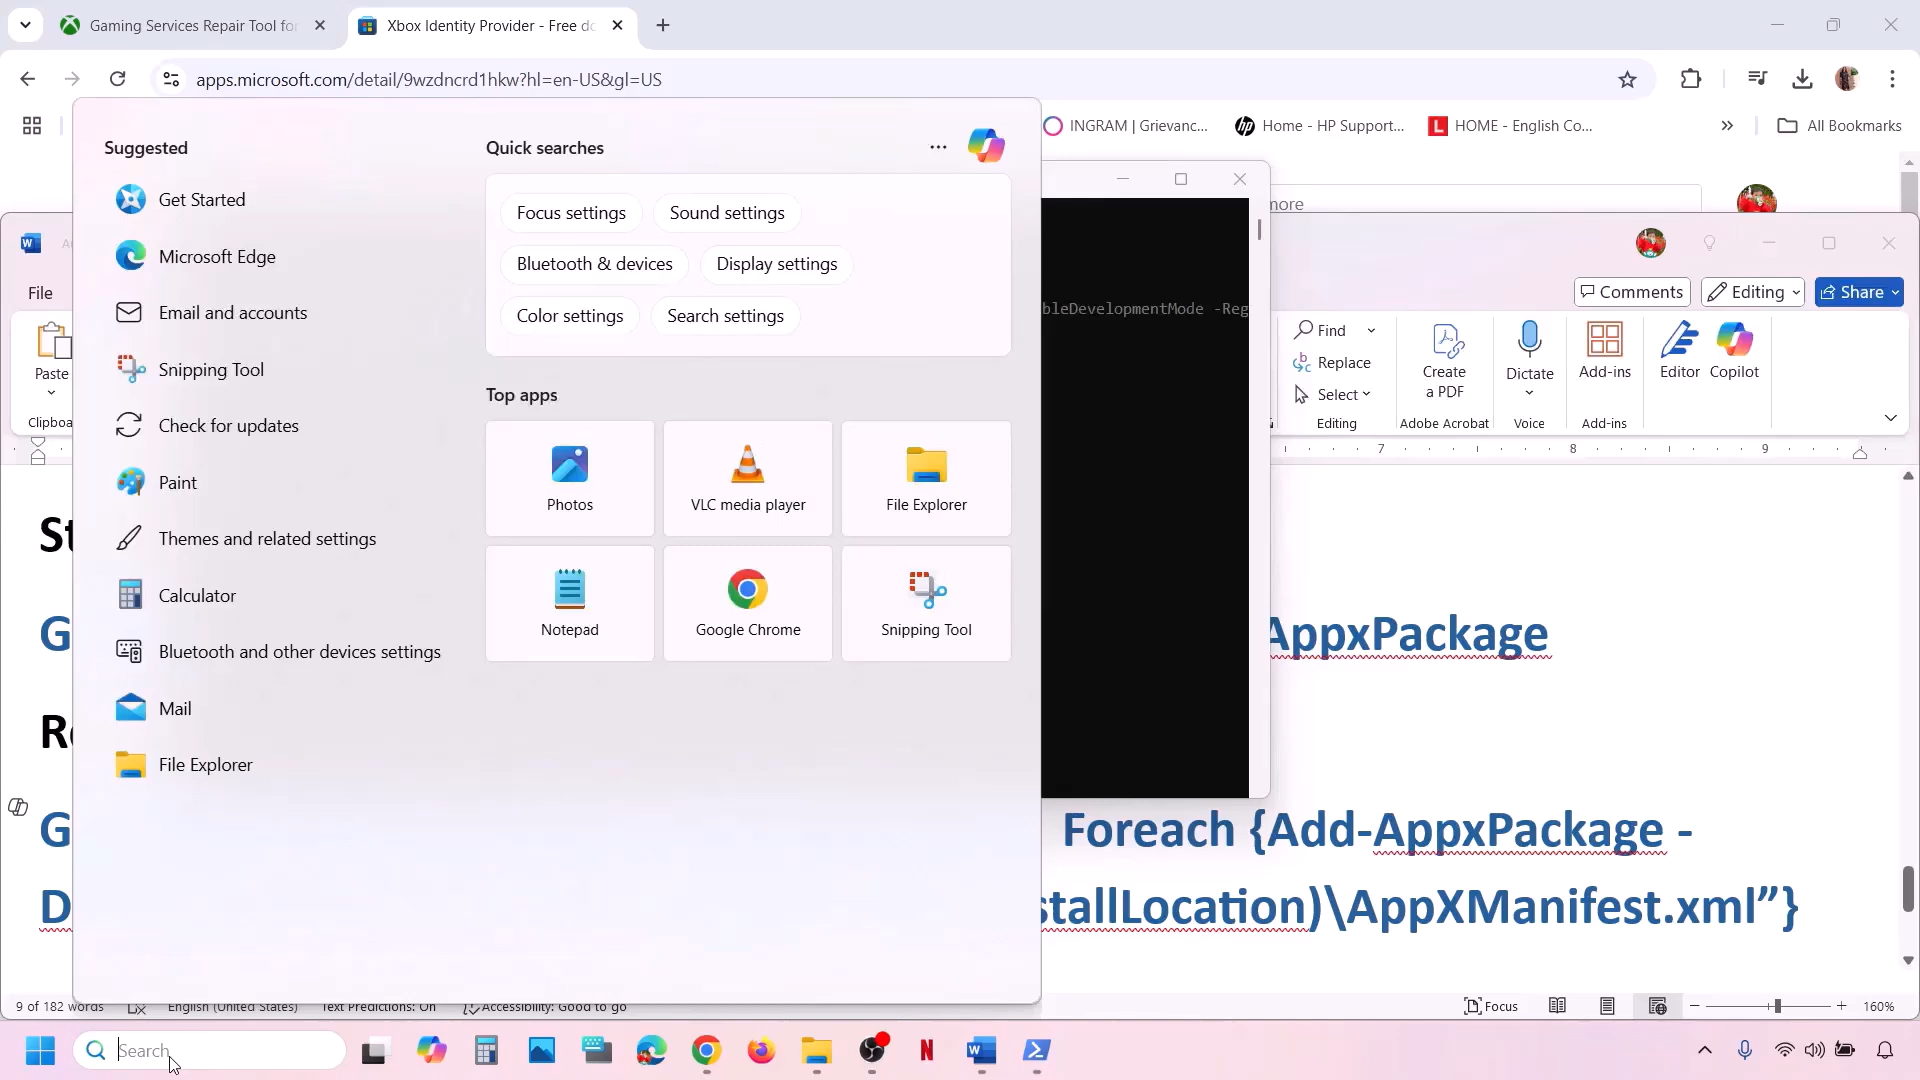 Gaming Services Repair Tool for
Xbox Identity Provider - Free do
apps.microsoft.com/detail/9wzdncrd1hkw?hl=en-US&gl=US
INGRAM | Grievanc...
Home - HP Support...
HOME - English Co...
All Bookmarks
Suggested
Get Started
Microsoft Edge
Email and accounts
Snipping Tool
Check for updates
Paint
Themes and related settings
Calculator
Bluetooth and other devices settings
Mail
File Explorer
Quick searches
Focus settings
Sound settings
Bluetooth & devices
Display settings
Color settings
Search settings
Top apps
Photos
VLC media player
File Explorer
Notepad
Google Chrome
Snipping Tool
more
bleDevelopmentMode -Reg
File
Comments
Editing
Share
Paste
Clipboa
Find
Replace
Select
Editing
Create
a PDF
Adobe Acrobat
Dictate
Voice
Add-ins
Add-ins
Editor
Copilot
7 8 9
St
G AppxPackage
Re
G Foreach {Add-AppxPackage -
D stallLocation)\AppXManifest.xml”}
9 of 182 words
English (United States)
Text Predictions: On
Accessibility: Good to go
Focus
160%
Search